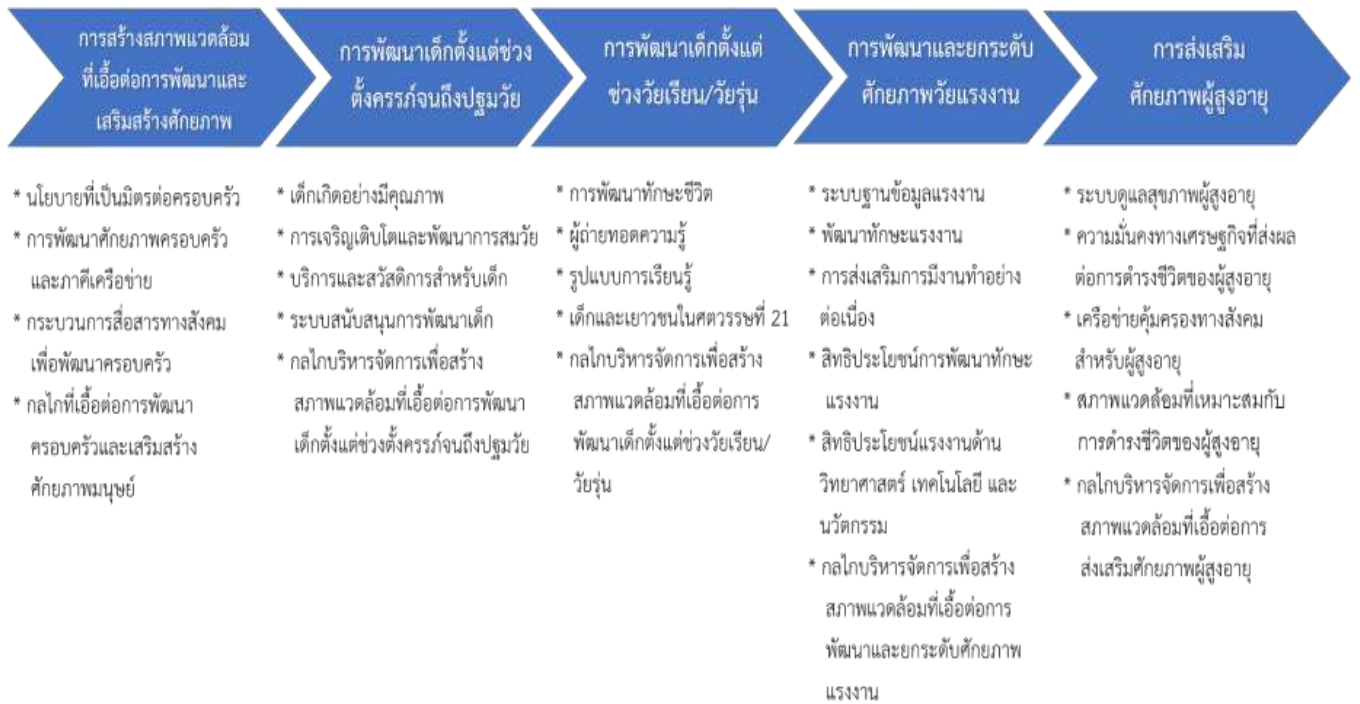 การสร้างสภาพแวดล้อม
ที่เอื้อต่อการพัฒนาและ
เสริมสร้างศักยภาพ
การพัฒนาเด็กตั้งแต่ช่วง
ตั้งครรภ์จนถึงปฐมวัย
การพัฒนาเด็กตั้งแต่
ช่วงวัยเรียน/วัยรุ่น
การพัฒนาและยกระดับ
ศักยภาพวัยแรงงาน
การส่งเสริม
ศักยภาพผู้สูงอายุ
* นโยบายที่เป็นมิตรต่อครอบครัว
* การพัฒนาศักยภาพครอบครัว
และภาคีเครือข่าย
* กระบวนการสื่อสารทางสังคม
เพื่อพัฒนาครอบครัว
* กลไกที่เอื้อต่อการพัฒนา
ครอบครัวและเสริมสร้าง
ศักยภาพมนุษย์
* เด็กเกิดอย่างมีคุณภาพ
* การเจริญเติบโตและพัฒนาการสมวัย
* บริการและสวัสดิการสำหรับเด็ก
* ระบบสนับสนุนการพัฒนาเด็ก
* กลไกบริหารจัดการเพื่อสร้าง
สภาพแวดล้อมที่เอื้อต่อการพัฒนา
เด็กตั้งแต่ช่วงตั้งครรภ์จนถึงปฐมวัย
* การพัฒนาทักษะชีวิต
* ผู้ถ่ายทอดความรู้
* รูปแบบการเรียนรู้
* เด็กและเยาวชนในศตวรรษที่ 21
* กลไกบริหารจัดการเพื่อสร้าง
สภาพแวดล้อมที่เอื้อต่อการ
พัฒนาเด็กตั้งแต่ช่วงวัยเรียน/
วัยรุ่น
* ระบบฐานข้อมูลแรงงาน
* พัฒนาทักษะแรงงาน
* การส่งเสริมการมีงานทำอย่าง
ต่อเนื่อง
* สิทธิประโยชน์การพัฒนาทักษะ
แรงงาน
* สิทธิประโยชน์แรงงานด้าน
วิทยาศาสตร์ เทคโนโลยี และ
นวัตกรรม
* กลไกบริหารจัดการเพื่อสร้าง
สภาพแวดล้อมที่เอื้อต่อการ
พัฒนาและยกระดับศักยภาพ
แรงงาน
* ระบบดูแลสุขภาพผู้สูงอายุ
* ความมั่นคงทางเศรษฐกิจที่ส่งผล
ต่อการดำรงชีวิตของผู้สูงอายุ
* เครือข่ายคุ้มครองทางสังคม
สำหรับผู้สูงอายุ
* สภาพแวดล้อมที่เหมาะสมกับ
การดำรงชีวิตของผู้สูงอายุ
* กลไกบริหารจัดการเพื่อสร้าง
สภาพแวดล้อมที่เอื้อต่อการ
ส่งเสริมศักยภาพผู้สูงอายุ